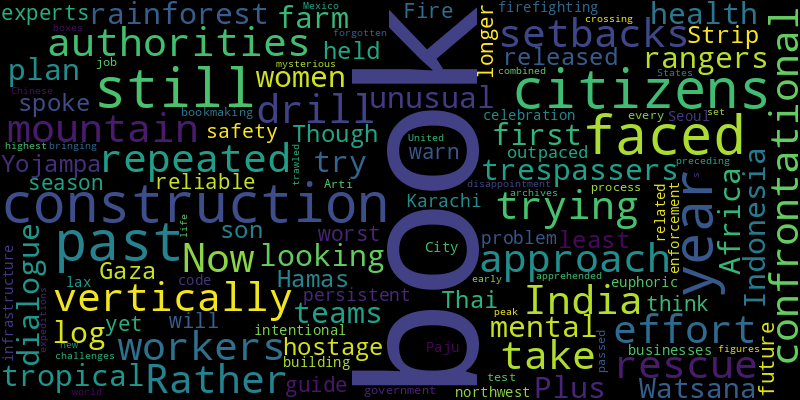 experts
rainforest
farm
Mexico
forgotten
Fire
firefighting
crossing
health
authorities
boxes
held
longer
setbacks
Strip
plan
job
mysterious
women
released
rangers
still
combined
States
citizens
spoke
bookmaking
drill
unusual
celebration
every
Seoul
set
Chinese
mountain
safety
Though
United
first
faced
confrontational
highest
bringing
repeated
trawled
try
warn
outpaced
preceding
Yojampa
season
reliable
Arti
book
trespassers
process
disappointment
archives
s
construction
life
Karachi
trying
related
enforcement
year
Africa
Indonesia
past
son
worst
City
problem
least
dialogue
Now
looking
approach
infrastructure
expeditions
Gaza
Hamas
early
apprehended
euphoric
lax
code
persistent
Thai
India
think
vertically
teams
peak
log
yet
will
intentional
mental
effort
future
new
challenges
workers
building
hostage
Paju
take
passed
businesses
figures
tropical
Rather
guide
test
rescue
world
government
northwest
Plus
Watsana